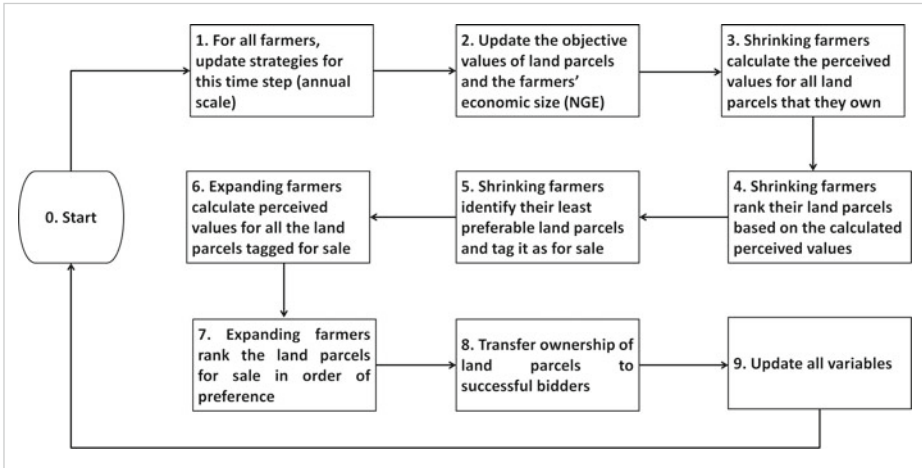 0. Start
1. For all farmers,
update strategies for
this time step (annual
scale)
2. Update the objective
values of land parcels
and the farmers’
economic size (NGE)
3. Shrinking farmers
calculate the perceived
values for all land
parcels that they own
4. Shrinking farmers
rank their land parcels
based on the calculated
perceived values
5. Shrinking farmers
identify their least
preferable land parcels
and tag it as for sale
6. Expanding farmers
calculate perceived
values for all the land
parcels tagged for sale
7. Expanding farmers
rank the land parcels
for sale in order of
preference
8. Transfer ownership of
land parcels to
successful bidders
9. Update all variables